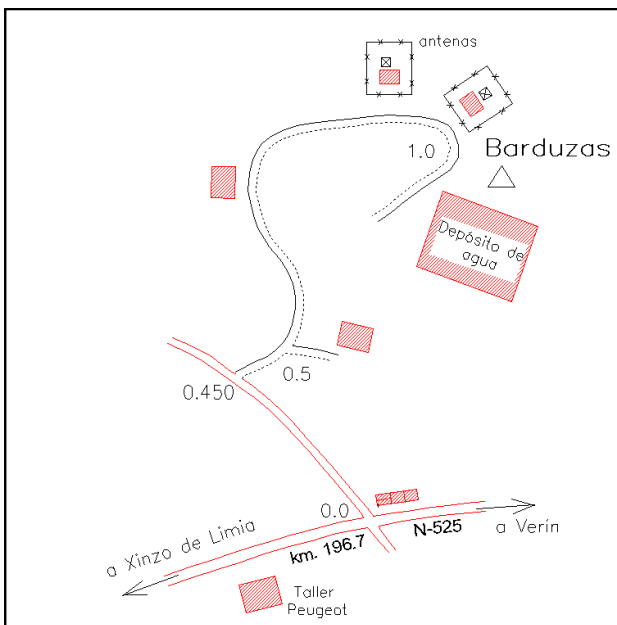 antenas
Barduzas
1.0
Depósito de
agua
0.5
0.450
0.0
a Xinzo de Limia
km. 196.7
N-525
a Verín
Taller
Peugeot